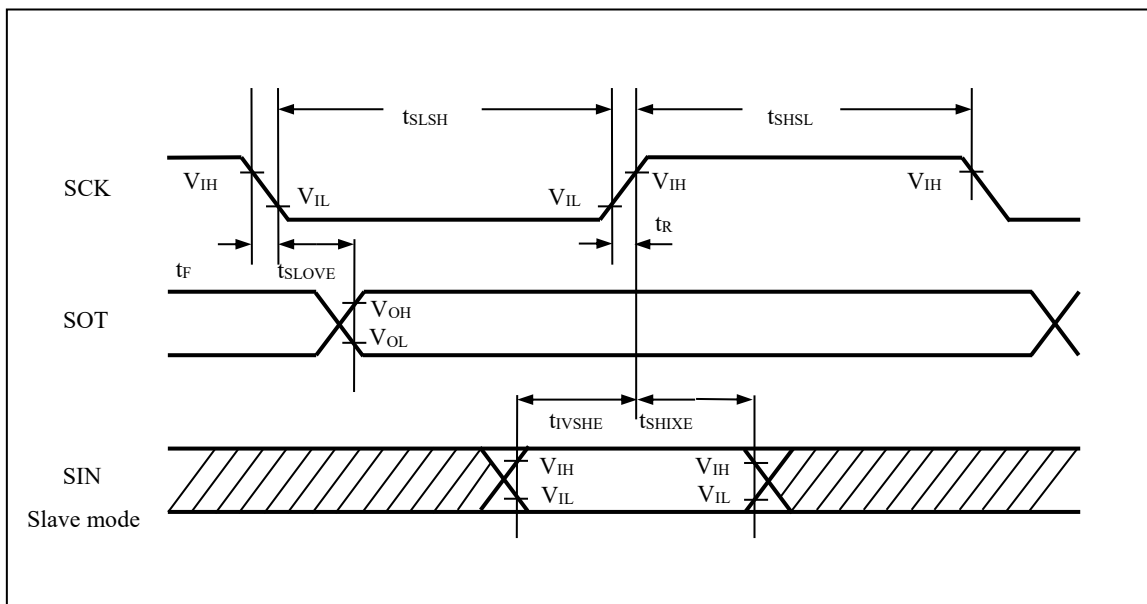 tSLSH tSHSL
SCK VIH VIL VIL VIH VIH
tR
tF tSLOVE
SOT VOH
VOL
tIVSHE tSHIXE
SIN VIH VIH
VIL VIL
Slave mode